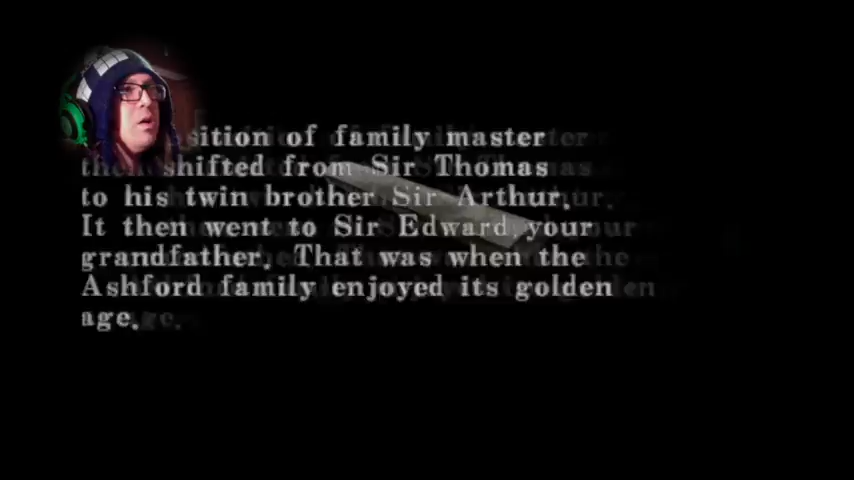 sition of family master
shifted from Sir Thomas
to his twin brother Sir Arthur.
It then went to Sir Edward your
grandfather. That was when the
Ashford family enjoyed its golden
age.